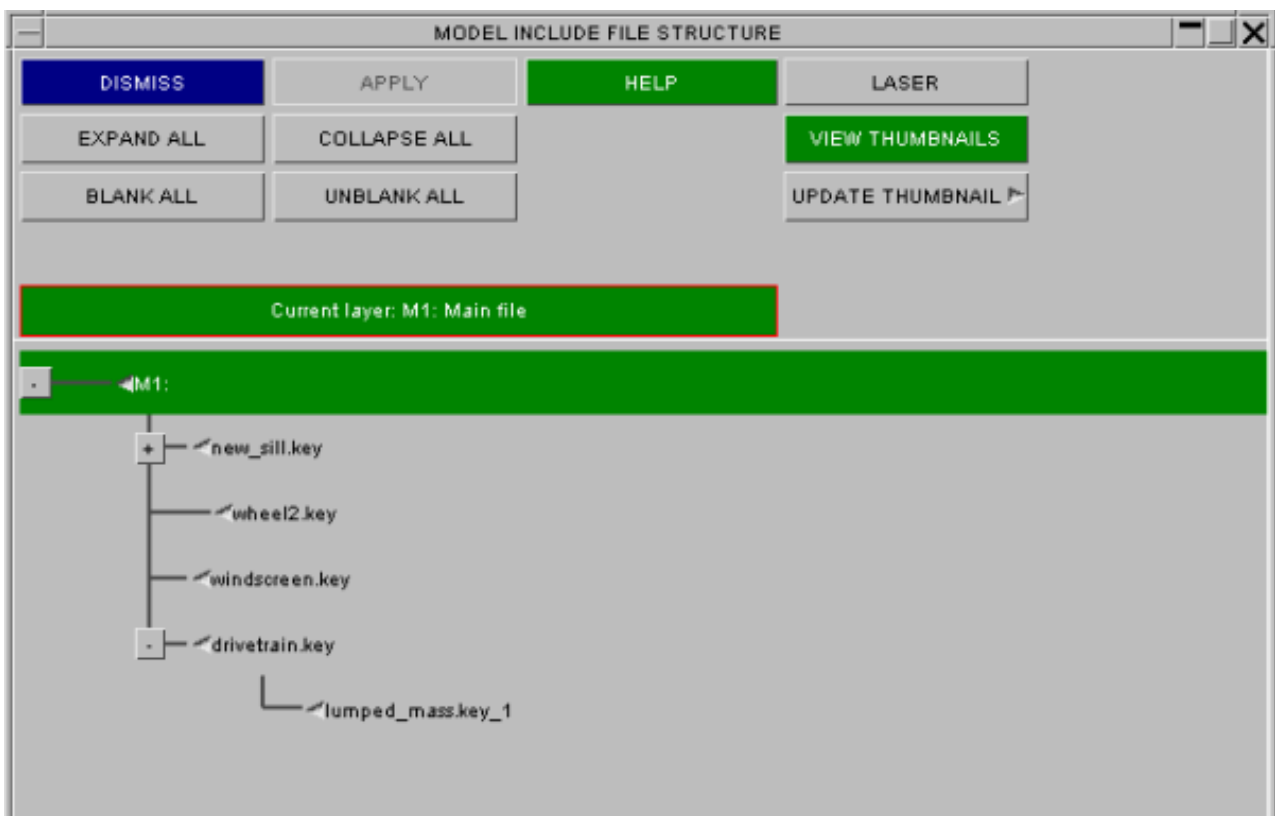 MODEL INCLUDE FILE STRUCTURE
DISMISS APPLY HELP LASER
EXPAND ALL COLLAPSE ALL VIEW THUMBNAILS
BLANK ALL UNBLANK ALL UPDATE THUMBNAIL
Current layer: M1: Main file
M1:
new_sill.key
wheel2.key
windscreen.key
drivetrain.key
lumped_mass.key_1